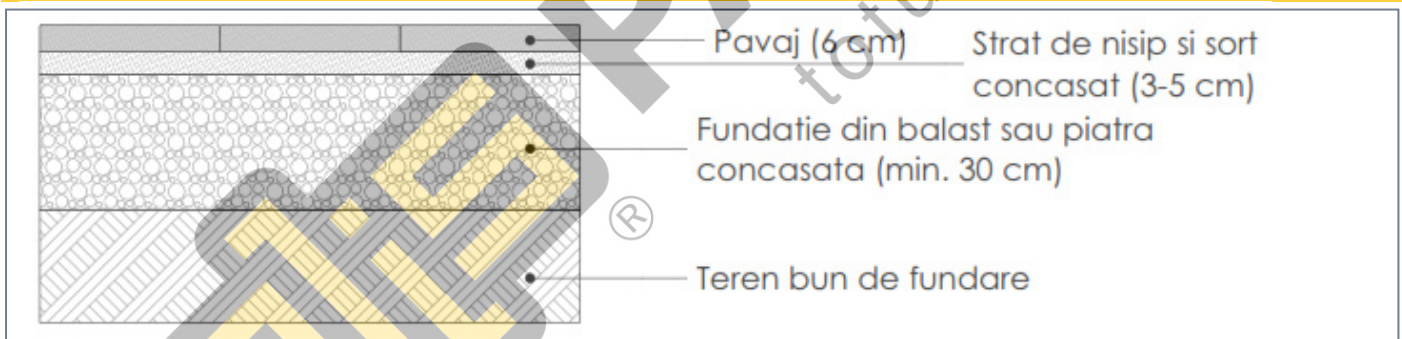 Pavaj (6 cm)
Strat de nisip si sort
concasat (3-5 cm)
Fundatie din balast sau piatra
concasata (min. 30 cm)
®
Teren bun de fundare